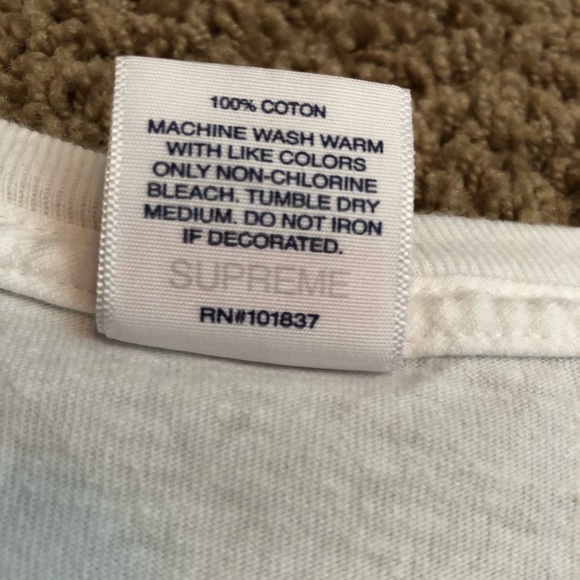 100% COTON
MACHINE WASH WARM
WITH LIKE COLORS
ONLY NON-CHLORINE
BLEACH. TUMBLE DRY
MEDIUM. DO NOT IRON
IF DECORATED.
SUPREME
RN#101837